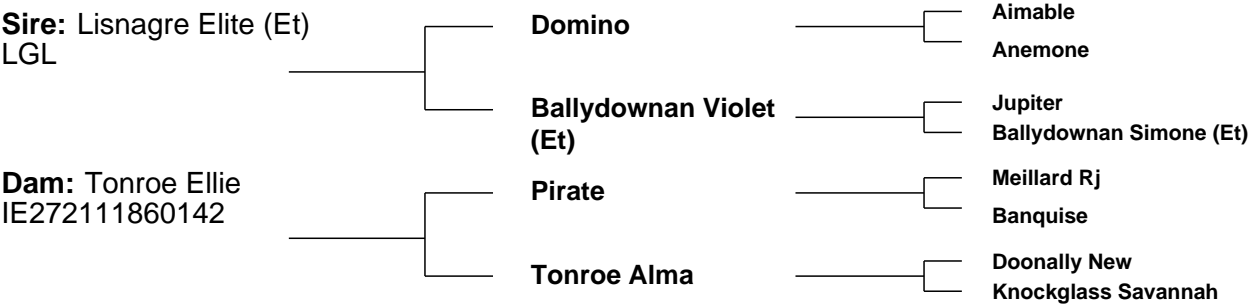 Sire: Lisnagre Elite (Et)
LGL
Domino
Aimable
Anemone
Ballydownan Violet
(Et)
Jupiter
Ballydownan Simone (Et)
Dam: Tonroe Ellie
IE272111860142
Pirate
Meillard Rj
Banquise
Tonroe Alma
Doonally New
Knockglass Savannah